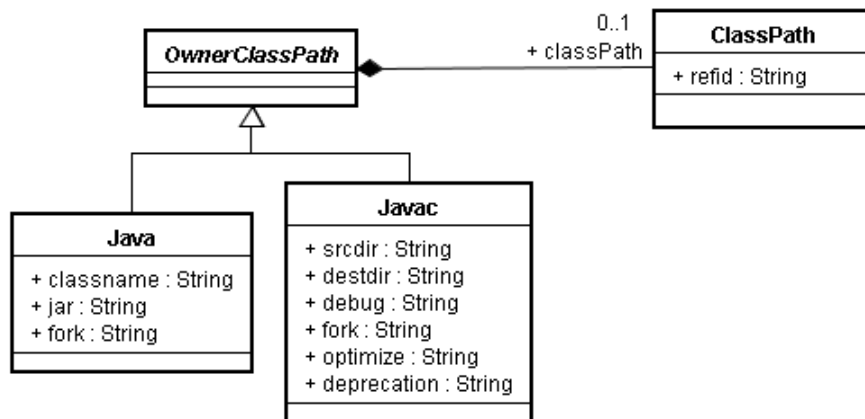 OwnerClassPath
0..1
+ classPath
ClassPath
+ refid : String
Java
+ classname : String
+ jar : String
+ fork : String
Javac
+ srcdir : String
+ destdir : String
+ debug : String
+ fork : String
+ optimize : String
+ deprecation : String